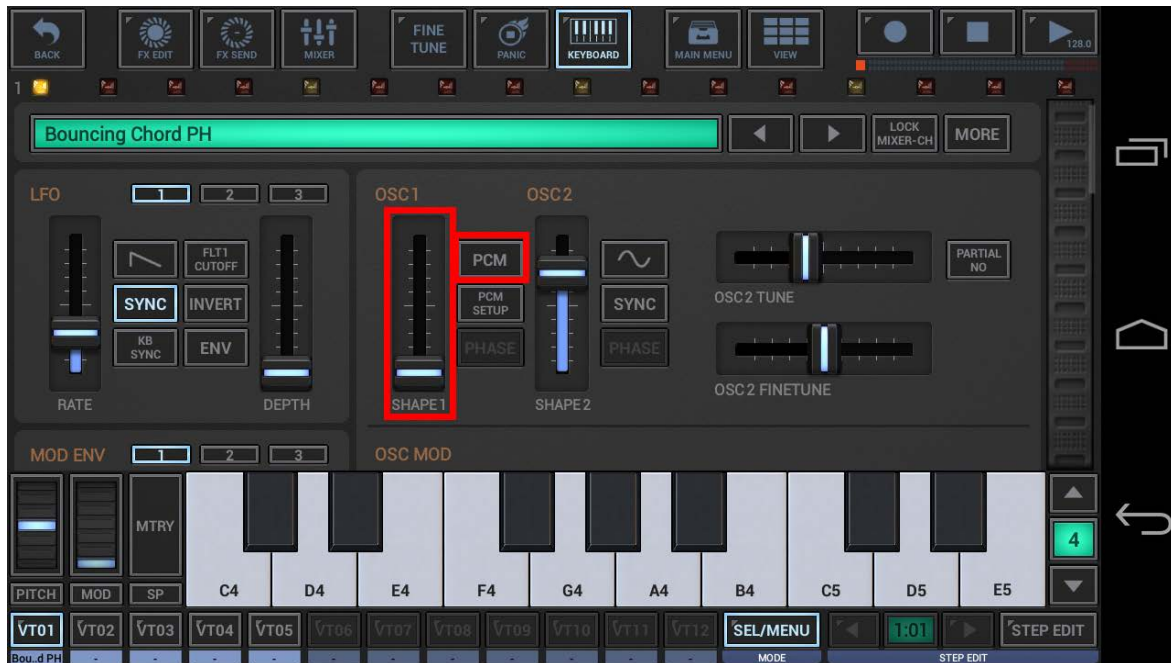 BACK FX EDIT FX SEND MIXER FINE TUNE PANIC KEYBOARD MAIN MENU VIEW 128.0
1
Bouncing Chord PH LOCK MIXER-CH MORE
LFO 1 2 3 OSC1 OSC2
FLT1 CUTOFF PCM PARTIAL NO
SYNC INVERT PCM SETUP SYNC OSC2 TUNE
KB SYNC ENV PHASE PHASE
OSC2 FINETUNE
RATE DEPTH SHAPE1 SHAPE2
MOD ENV 1 2 3 OSC MOD
MTRY
4
PITCH MOD SP C4 D4 E4 F4 G4 A4 B4 C5 D5 E5
VT01 VT02 VT03 VT04 VT05 VT06 VT07 VT08 VT09 VT10 VT11 VT12 SEL/MENU 1:01 STEP EDIT
Bou..d PH - - - - - - - - - - - MODE STEP EDIT